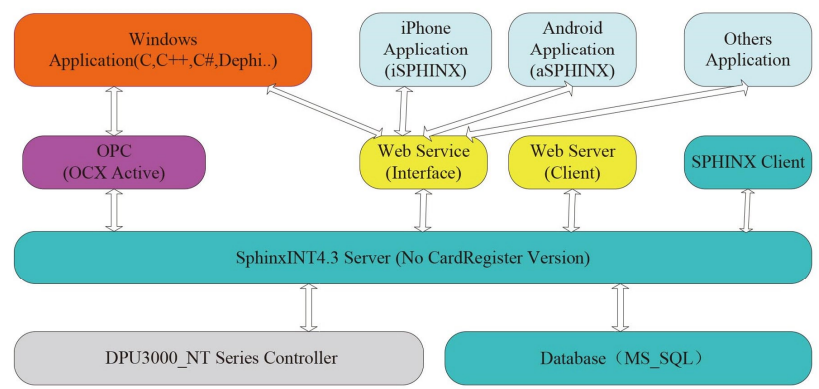 Windows
Application(C,C++,C#,Dephi..)
iPhone
Application
(iSPHINX)
Android
Application
(aSPHINX)
Others
Application
OPC
(OCX Active)
Web Service
(Interface)
Web Server
(Client)
SPHINX Client
SphinxINT4.3 Server (No CardRegister Version)
DPU3000_NT Series Controller
Database（MS_SQL）